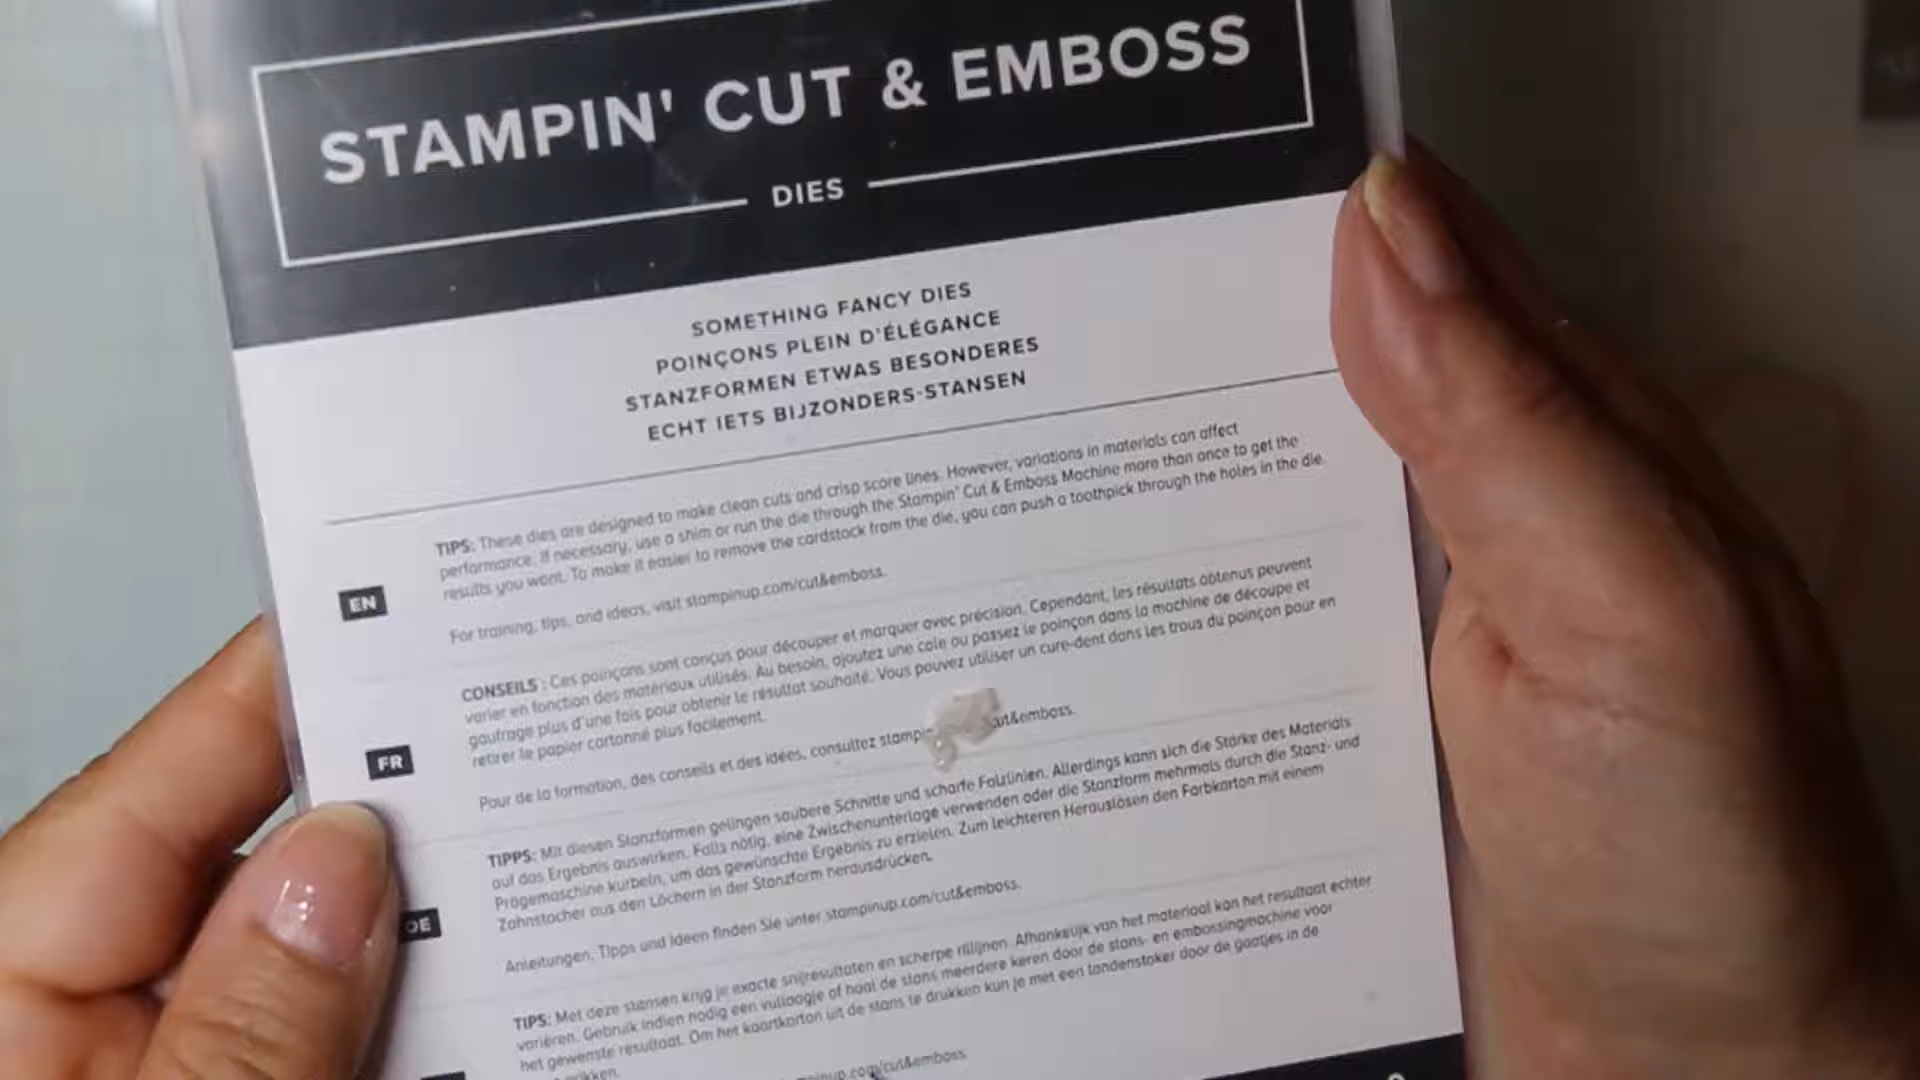 STAMPIN' CUT & EMBOSS
DIES
SOMETHING FANCY DIES
POINÇONS PLEIN D'ÉLÉGANCE
STANZFORMEN ETWAS BESONDERES
ECHT IETS BIJZONDERS-STANSEN
EN
TIPS: These dies are designed to make clean cuts and crisp score lines. However, variations in materials can affect
performance. If necessary, use a shim or run the die through the Stampin' Cut & Emboss Machine more than once to get the
results you want. To make it easier to remove the cardstock from the die, you can push a toothpick through the holes in the die.
For training, tips, and ideas, visit stampinup.com/cut&emboss.
FR
CONSEILS : Ces poinçons sont conçus pour découper et marquer avec précision. Cependant, les résultats obtenus peuvent
varier en fonction des matériaux utilisés. Au besoin, ajoutez une cale ou passez le poinçon dans la machine de découpe et
gaufrage plus d'une fois pour obtenir le résultat souhaité. Vous pouvez utiliser un cure-dent dans les trous du poinçon pour en
retirer le papier cartonné plus facilement.
Pour de la formation, des conseils et des idées, consultez stampin cut&emboss.
DE
TIPPS: Mit diesen Stanzformen gelingen saubere Schnitte und scharfe Falzlinien. Allerdings kann sich die Stärke des Materials
auf das Ergebnis auswirken. Falls nötig, eine Zwischenunterlage verwenden oder die Stanzform mehrmals durch die Stanz- und
Prägemaschine kurbeln, um das gewünschte Ergebnis zu erzielen. Zum leichteren Herauslösen den Farbkarton mit einem
Zahnstocher aus den Löchern in der Stanzform herausdrücken.
Anleitungen, Tipps und Ideen finden Sie unter stampinup.com/cut&emboss.
TIPS: Met deze stansen krijg je exacte snijresultaten en scherpe rillijnen. Afhankelijk van het materiaal kan het resultaat echter
variëren. Gebruik indien nodig een vullaagje of haal de stans meerdere keren door de stans- en embossingmachine voor
het gewenste resultaat. Om het kaartkarton uit de stans te drukken kun je met een tandenstoker door de gaatjes in de
rikken.
mpinup.com/cut&emboss.